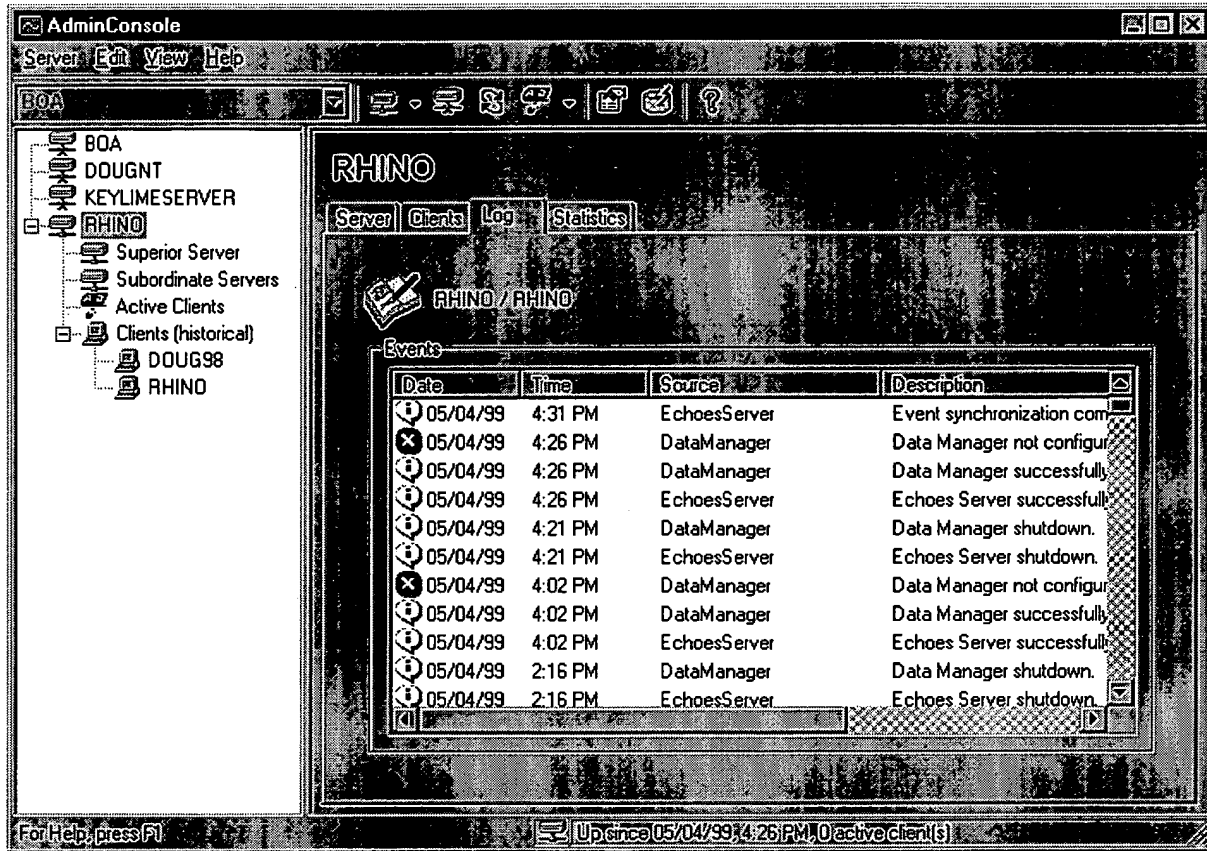 AdminConsole
Server Edit View Help
BOA
BOA
DOUGNT
KEYLIMESERVER
RHINO
Superior Server
Subordinate Servers
Active Clients
Clients (historical)
DOUG98
RHINO
RHINO
Server Clients Log Statistics
RHINO / RHINO
Events
Date Time Source Description
05/04/99 4:31 PM EchoesServer Event synchronization com
05/04/99 4:26 PM DataManager Data Manager not configur
05/04/99 4:26 PM DataManager Data Manager successfully
05/04/99 4:26 PM EchoesServer Echoes Server successfull
05/04/99 4:21 PM DataManager Data Manager shutdown.
05/04/99 4:21 PM EchoesServer Echoes Server shutdown.
05/04/99 4:02 PM DataManager Data Manager not configur
05/04/99 4:02 PM DataManager Data Manager successfully
05/04/99 4:02 PM EchoesServer Echoes Server successfull
05/04/99 2:16 PM DataManager Data Manager shutdown.
05/04/99 2:16 PM EchoesServer Echoes Server shutdown.
For Help, press F1
Up since 05/04/99, 4:26 PM, 0 active client(s)